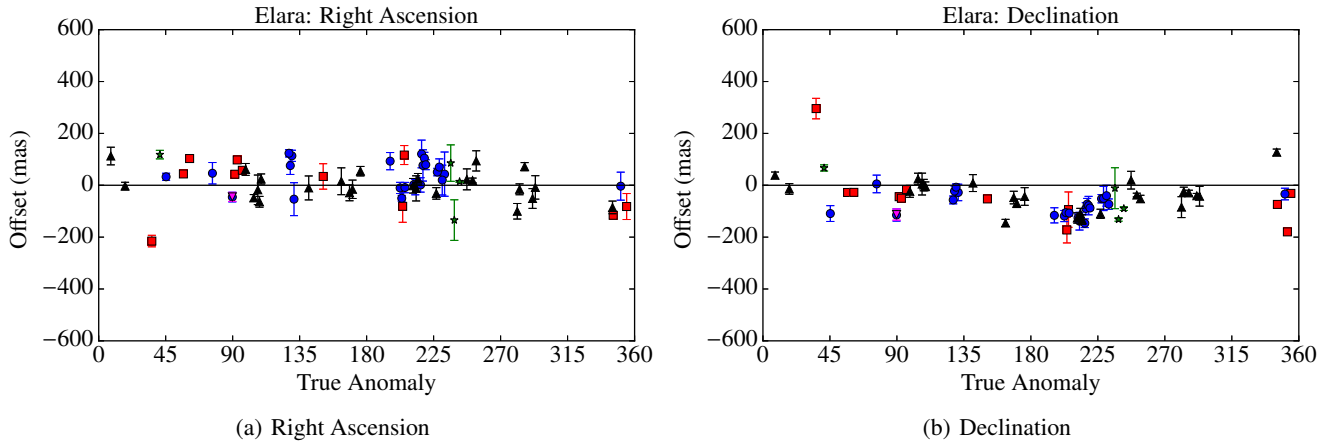 Elara: Right Ascension
600
400
200
0
−200
−400
−600
Offset (mas)
0 45 90 135 180 225 270 315 360
True Anomaly
(a) Right Ascension
Elara: Declination
600
400
200
0
−200
−400
−600
Offset (mas)
0 45 90 135 180 225 270 315 360
True Anomaly
(b) Declination